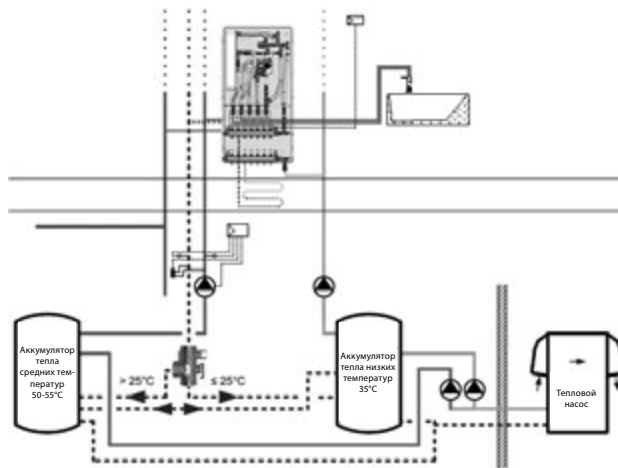 Аккумулятор
тепла
средних тем-
ператур
50-55°C
> 25°C
≤ 25°C
Аккумулятор
тепла низких
температур
35°C
Тепловой
насос